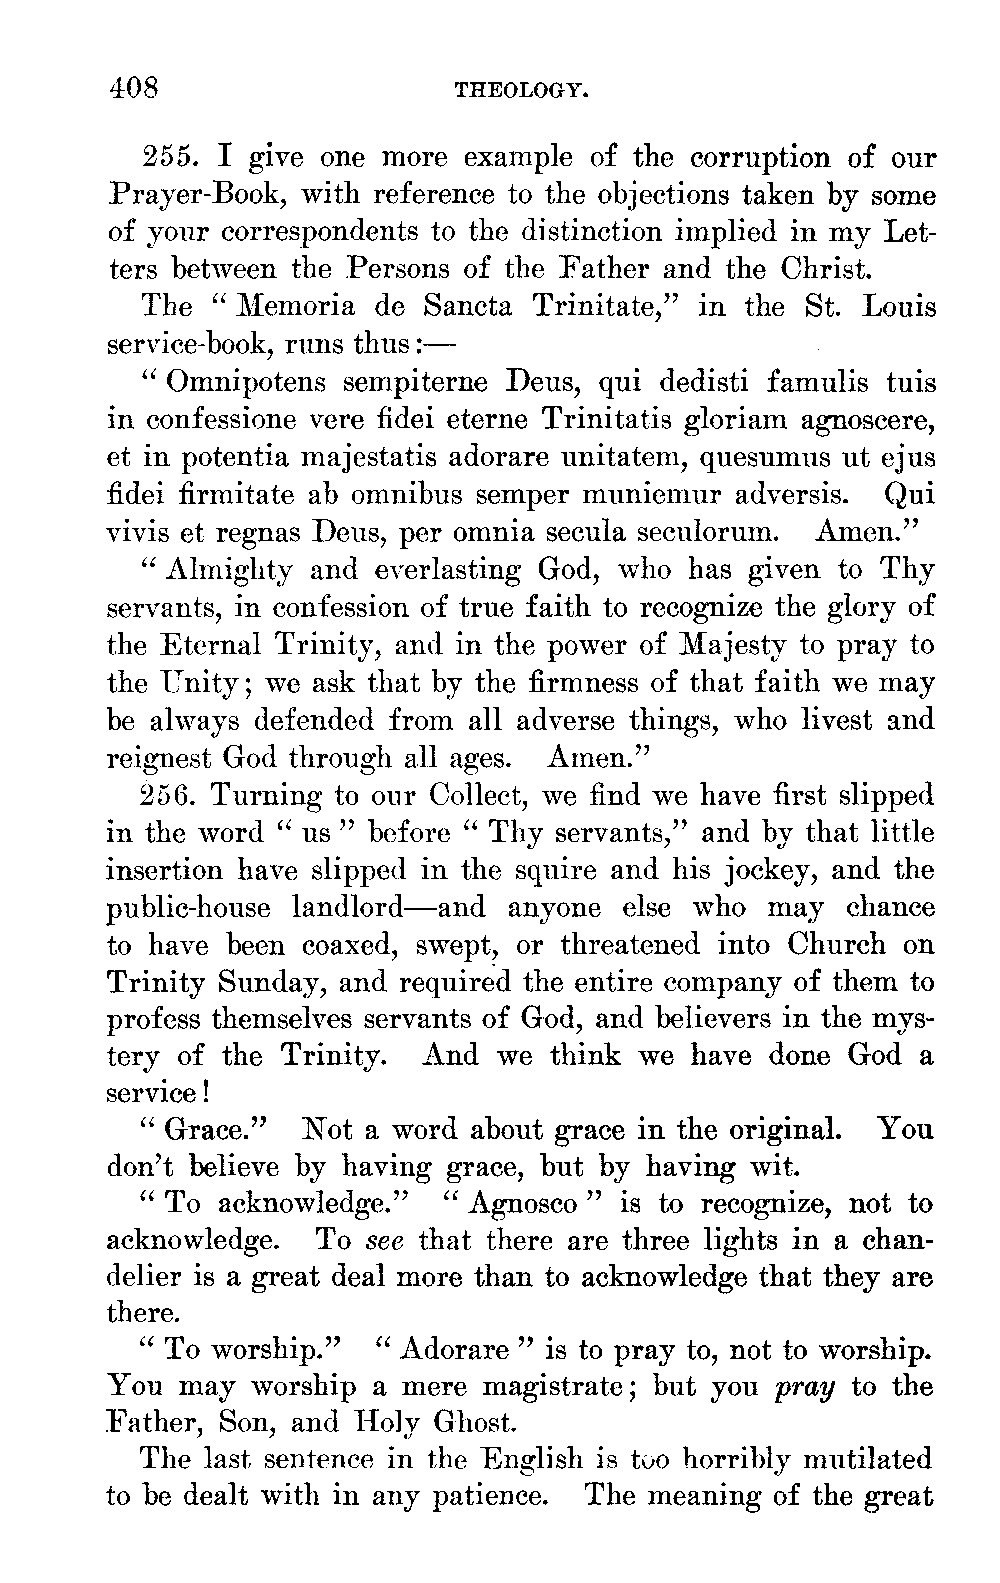 408 THEOLOGY.
255. I give one more example of the corruption of our
Prayer-Book, with reference to the objections taken by some
of your correspondents to the distinction implied in my Let-
ters between the Persons of the Father and the Christ.
The “Memoria de Sancta Trinitate,” in the St. Louis
service-book, runs thus:—
“Omnipotens sempiterne Deus, qui dedisti famulis tuis
in confessione vere fidei eterne Trinitatis gloriam agnoscere,
et in potentia majestatis adorare unitatem, quesumus ut ejus
fidei firmitate ab omnibus semper muniemur adversis. Qui
vivis et regnas Deus, per omnia secula seculorum. Amen.”
“Almighty and everlasting God, who has given to Thy
servants, in confession of true faith to recognize the glory of
the Eternal Trinity, and in the power of Majesty to pray to
the Unity; we ask that by the firmness of that faith we may
be always defended from all adverse things, who livest and
reignest God through all ages. Amen.”
256. Turning to our Collect, we find we have first slipped
in the word “us” before “Thy servants,” and by that little
insertion have slipped in the squire and his jockey, and the
public-house landlord—and anyone else who may chance
to have been coaxed, swept, or threatened into Church on
Trinity Sunday, and required the entire company of them to
profess themselves servants of God, and believers in the mys-
tery of the Trinity. And we think we have done God a
service!
“Grace.” Not a word about grace in the original. You
don’t believe by having grace, but by having wit.
“To acknowledge.” “Agnosco” is to recognize, not to
acknowledge. To see that there are three lights in a chan-
delier is a great deal more than to acknowledge that they are
there.
“To worship.” “Adorare” is to pray to, not to worship.
You may worship a mere magistrate; but you pray to the
Father, Son, and Holy Ghost.
The last sentence in the English is too horribly mutilated
to be dealt with in any patience. The meaning of the great